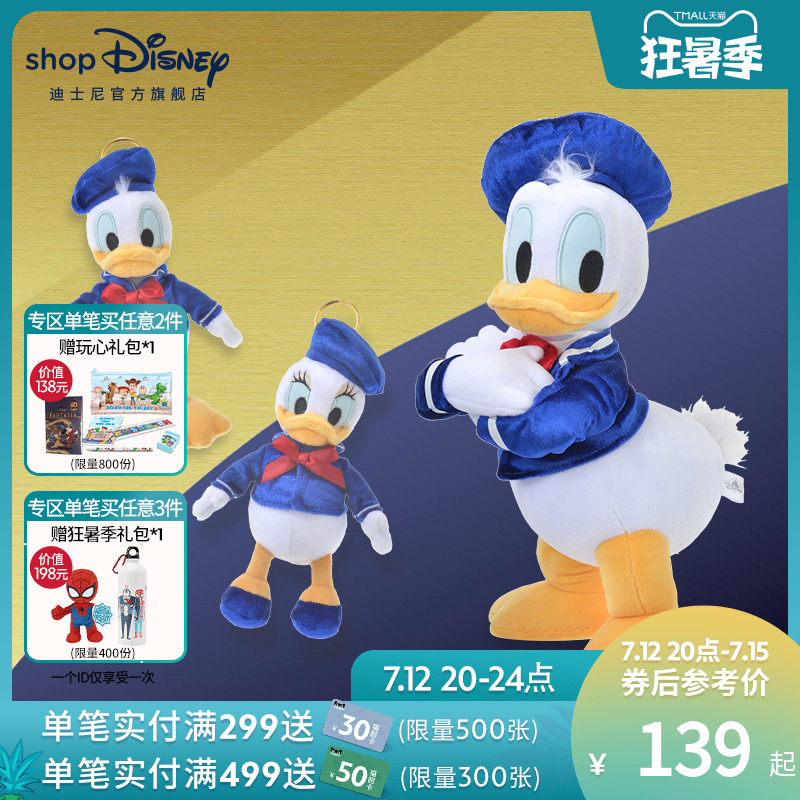 shop Disney
迪士尼官方旗舰店
TMALL天猫
狂暑季
专区单笔买任意2件
赠玩心礼包*1
价值
138元
(限量800份)
专区单笔买任意3件
赠狂暑季礼包*1
价值
198元
(限量400份)
一个ID仅享受一次
7.12 20-24点
单笔实付满299送
¥30
(限量500张)
单笔实付满499送
¥50
(限量300张)
7.12 20点-7.15
券后参考价
¥ 139 起